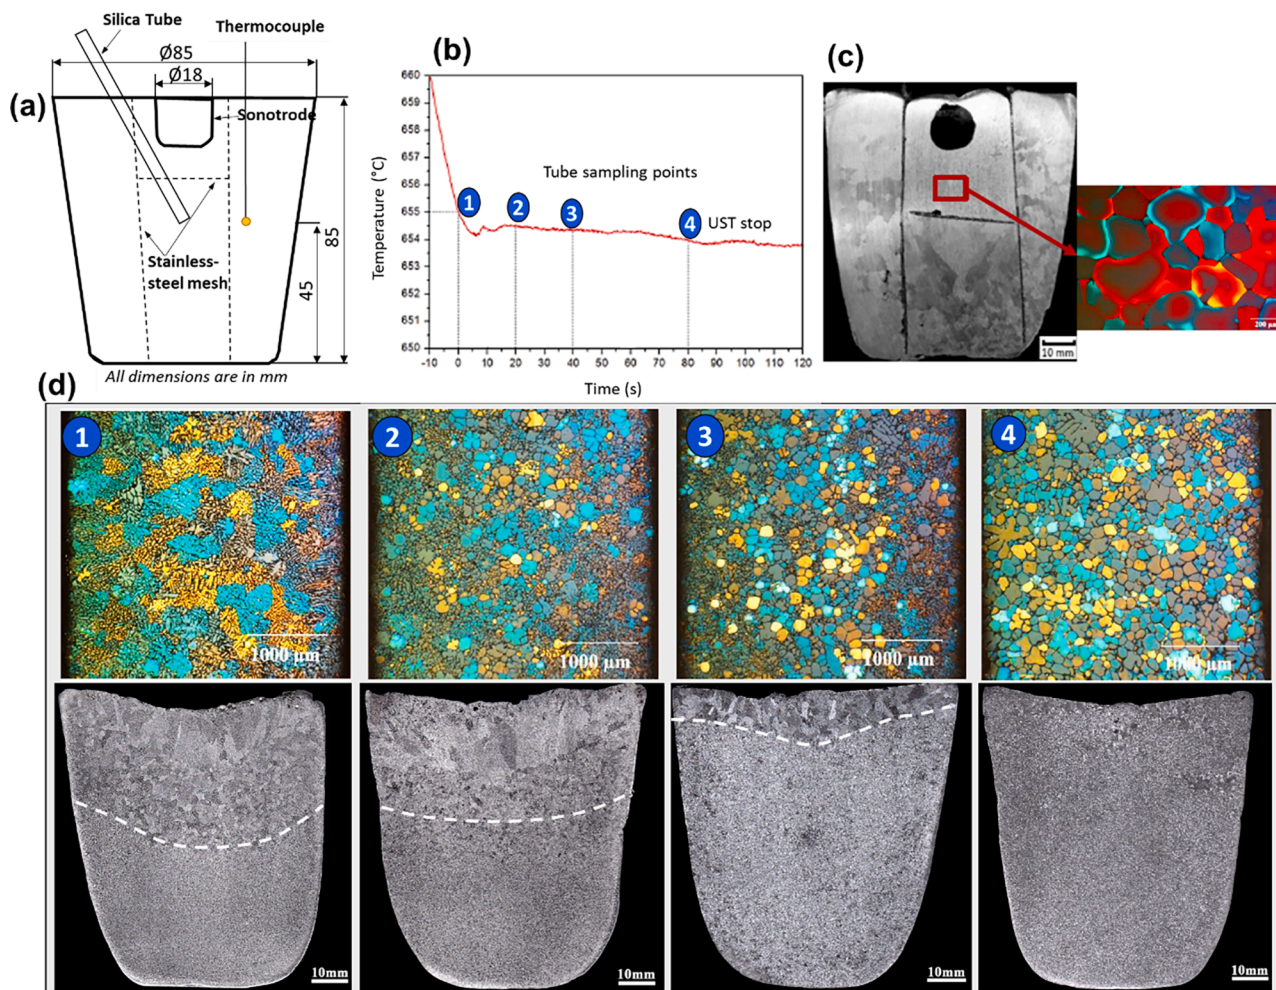 (a)
Silica Tube
Thermocouple
Ø85
Ø18
Sonotrode
Stainless-
steel mesh
85
45
All dimensions are in mm
(b)
Temperature (°C)
660
659
658
657
656
655
654
653
652
651
650
Tube sampling points
1
2
3
4
UST stop
-10
0
10
20
30
40
50
60
70
80
90
100
110
120
Time (s)
(c)
10 mm
200 µm
(d)
1
1000 µm
2
1000 µm
3
1000 µm
4
1000 µm
10mm
10mm
10mm
10mm